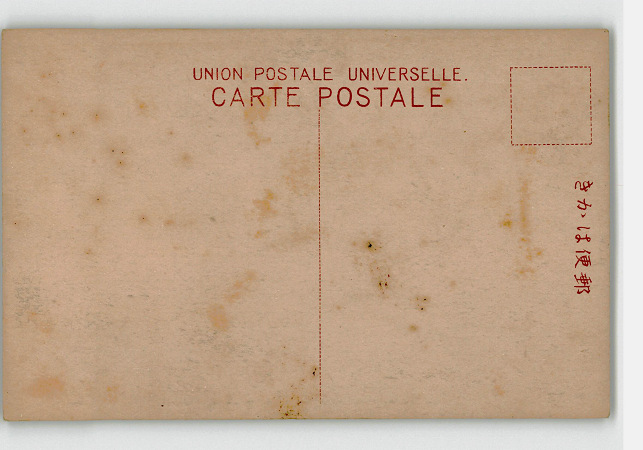 UNION POSTALE UNIVERSELLE.
CARTE POSTALE
きかは便郵